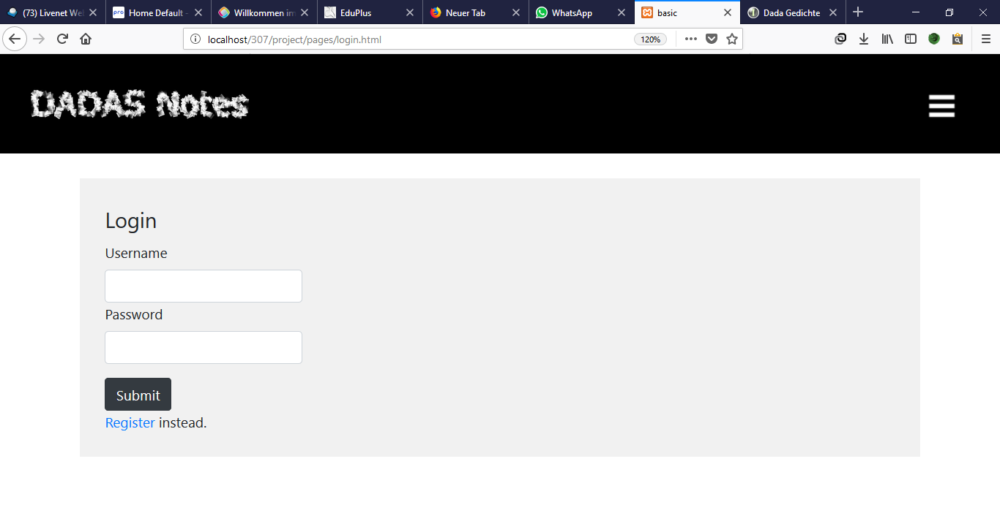 (73) Livenet We
Home Default -
Willkommen im
EduPlus
Neuer Tab
WhatsApp
basic
Dada Gedichte
localhost/307/project/pages/login.html
120%
DADAS Notes
Login
Username
Password
Submit
Register instead.